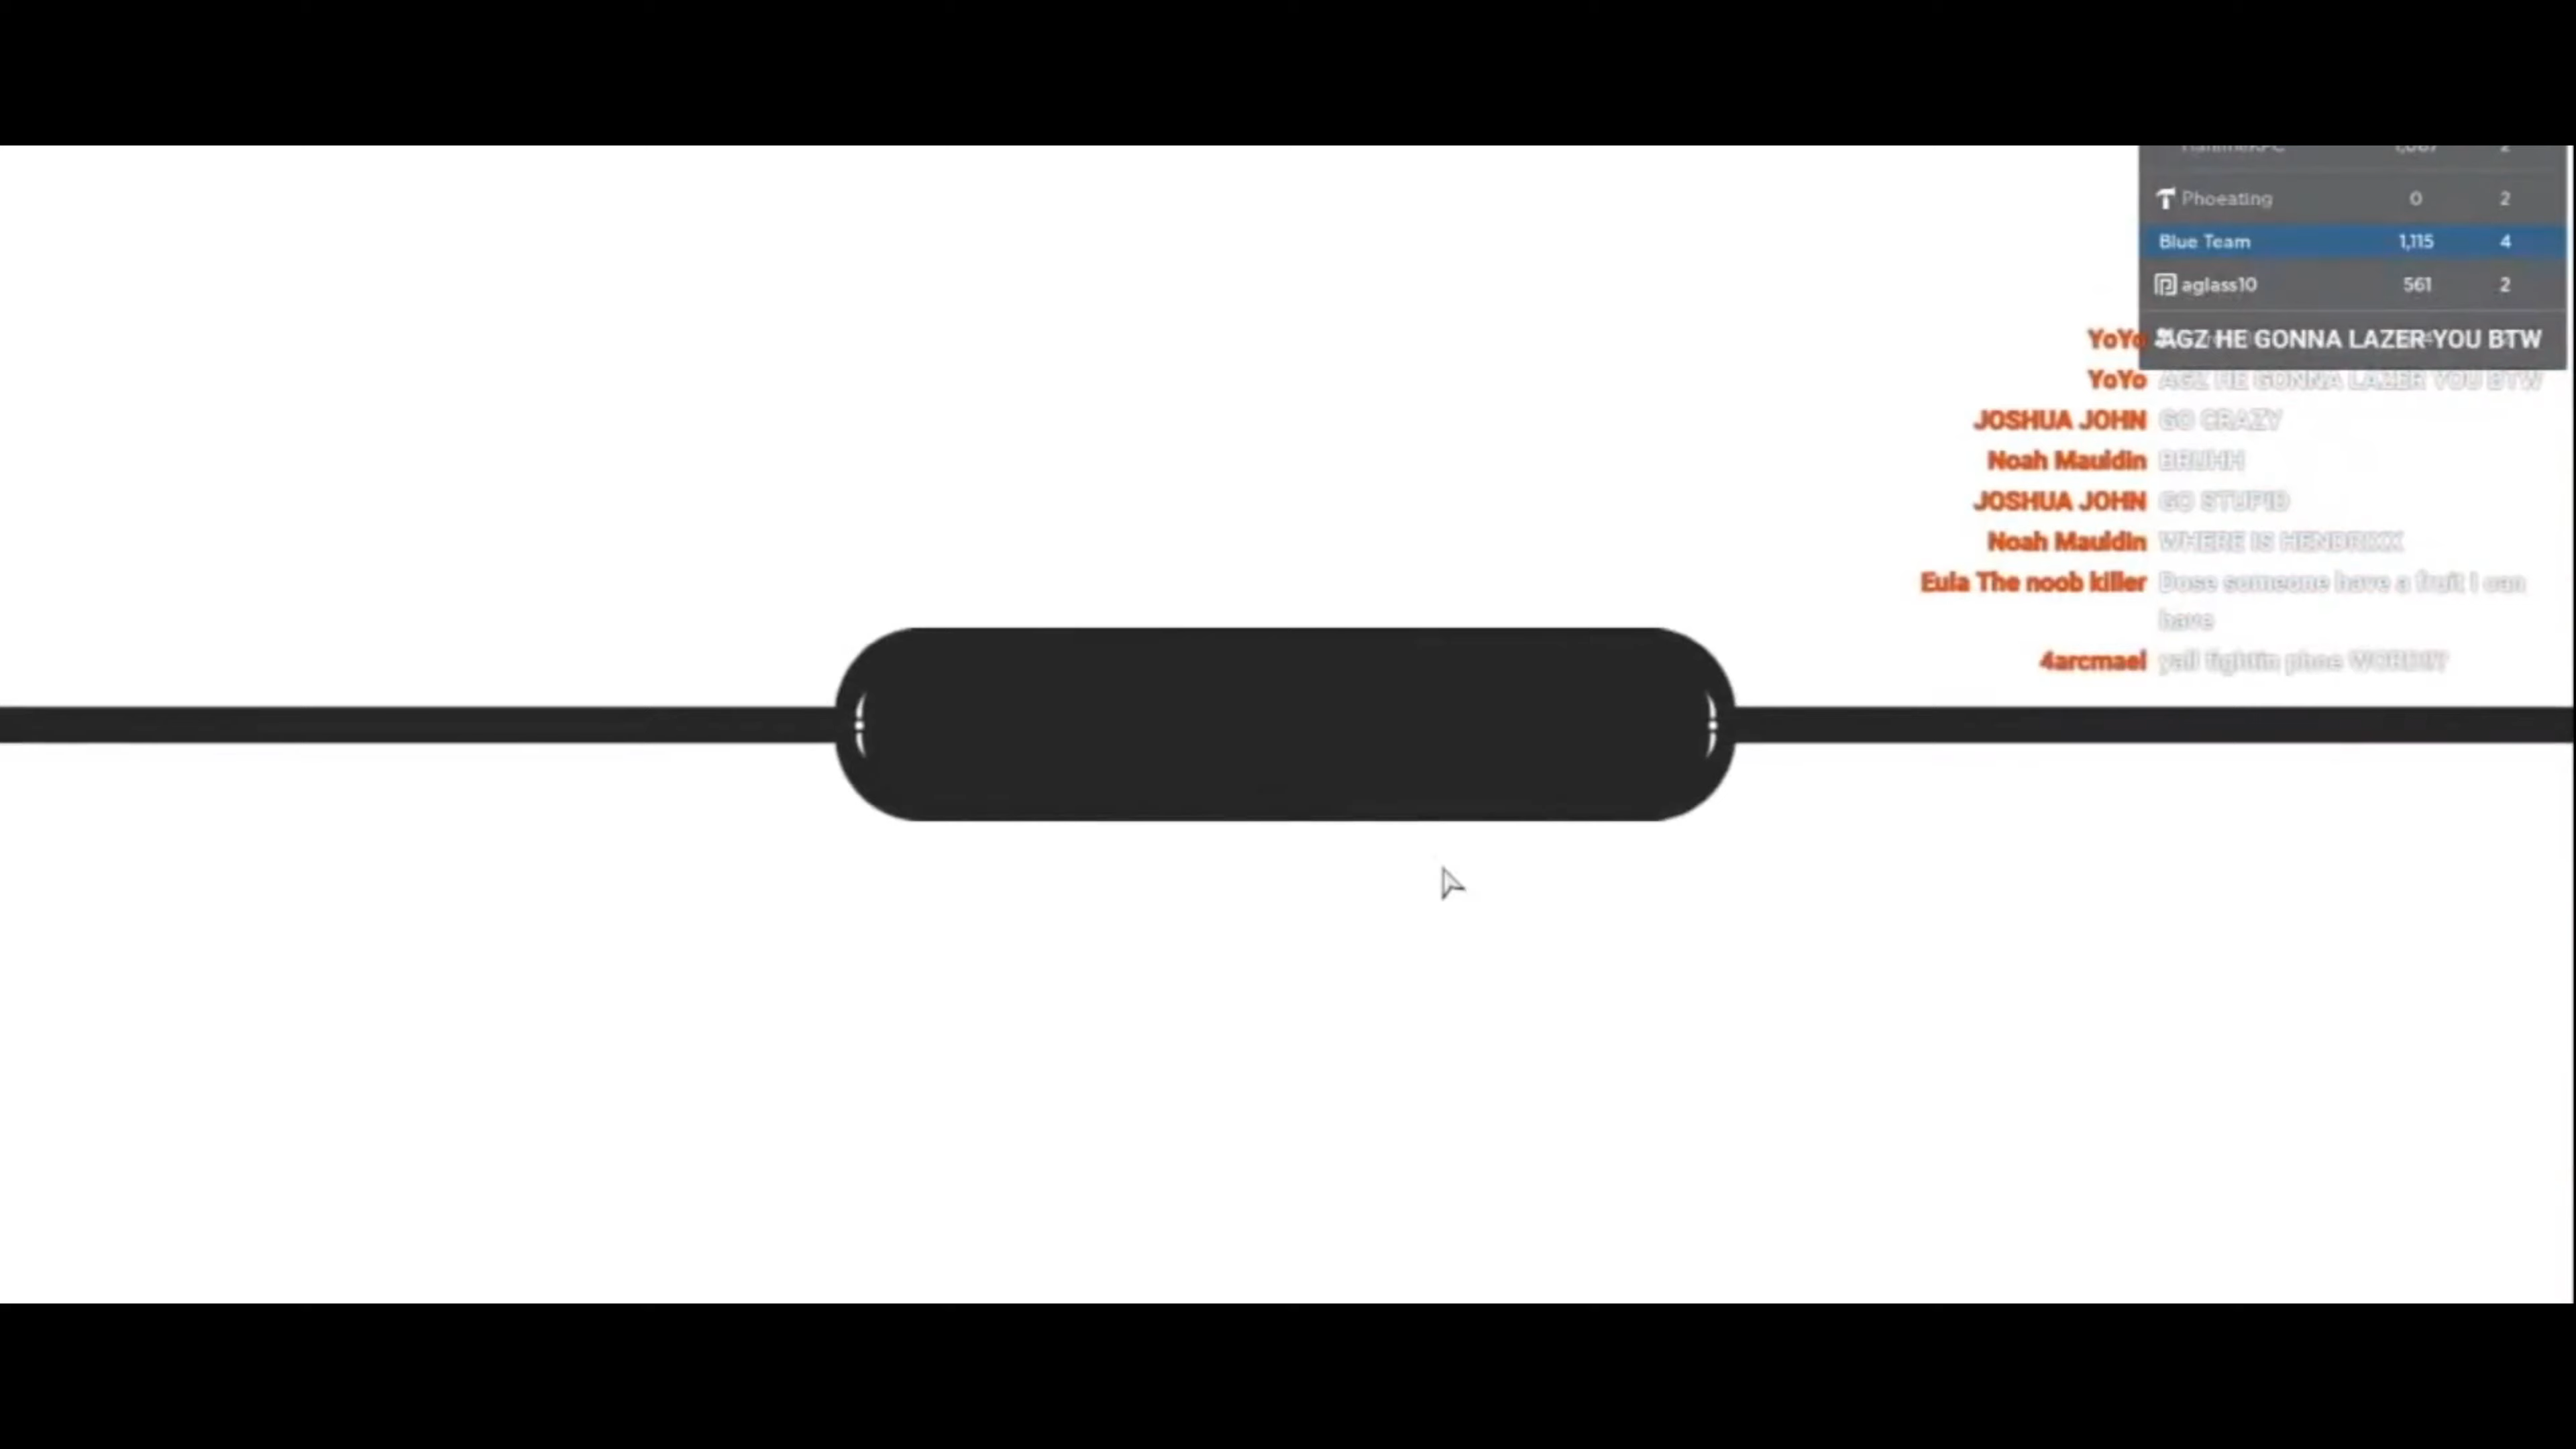 Phoeating 0 2
Blue Team 1,115 4
aglass10 561 2
YoYo AGZ HE GONNA LAZER YOU BTW
YoYo AGZ HE GONNA LAZER YOU BTW
JOSHUA JOHN GO CRAZY
Noah Mauldin BRUHH
JOSHUA JOHN GO STUPID
Noah Mauldin WHERE IS HENDRIXX
Eula The noob killer Dose someone have a fruit I can
have
4arcmael yall fightin phoe